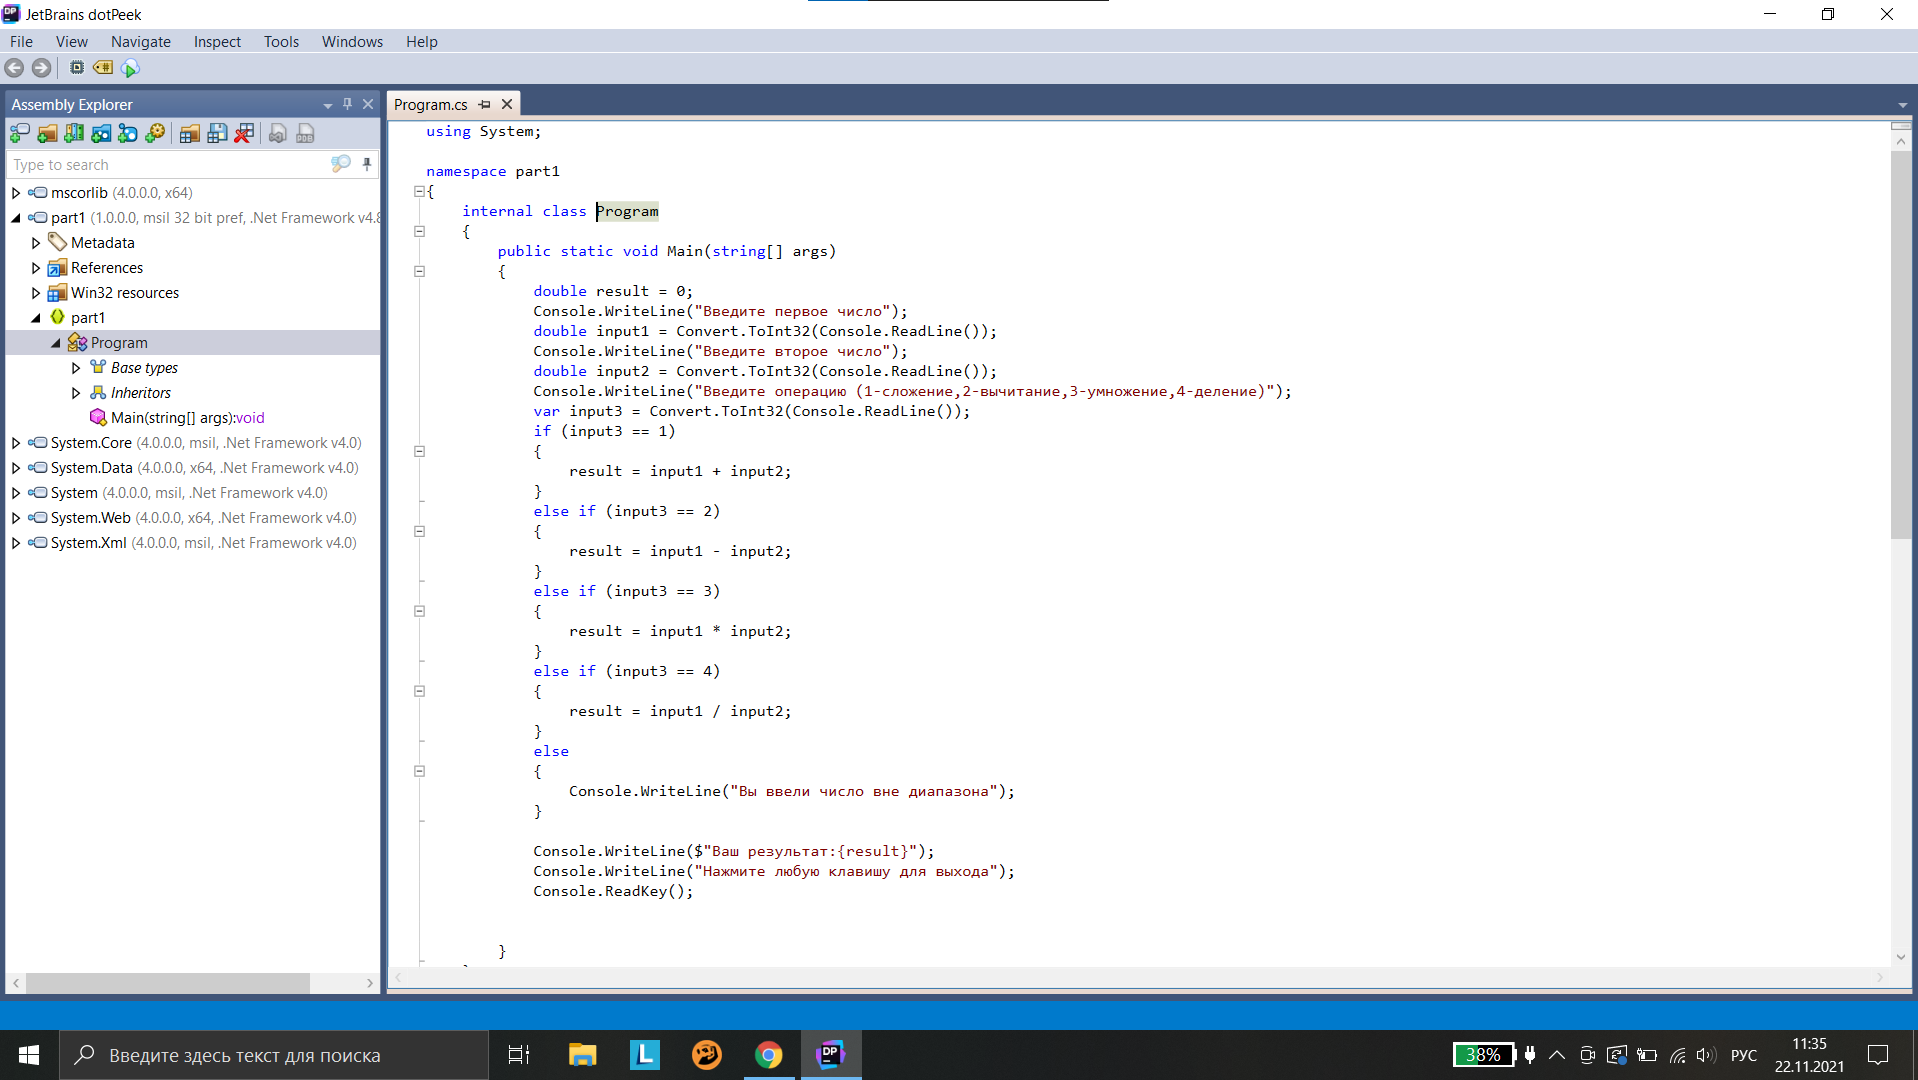 JetBrains dotPeek
File View Navigate Inspect Tools Windows Help
Assembly Explorer
Type to search
mscorlib (4.0.0.0, x64)
part1 (1.0.0.0, msil 32 bit pref, .Net Framework v4.8
Metadata
References
Win32 resources
part1
Program
Base types
Inheritors
Main(string[] args):void
System.Core (4.0.0.0, msil, .Net Framework v4.0)
System.Data (4.0.0.0, x64, .Net Framework v4.0)
System (4.0.0.0, msil, .Net Framework v4.0)
System.Web (4.0.0.0, x64, .Net Framework v4.0)
System.Xml (4.0.0.0, msil, .Net Framework v4.0)
Program.cs
using System;
namespace part1
{
internal class Program
{
public static void Main(string[] args)
{
double result = 0;
Console.WriteLine("Введите первое число");
double input1 = Convert.ToInt32(Console.ReadLine());
Console.WriteLine("Введите второе число");
double input2 = Convert.ToInt32(Console.ReadLine());
Console.WriteLine("Введите операцию (1-сложение,2-вычитание,3-умножение,4-деление)");
var input3 = Convert.ToInt32(Console.ReadLine());
if (input3 == 1)
{
result = input1 + input2;
}
else if (input3 == 2)
{
result = input1 - input2;
}
else if (input3 == 3)
{
result = input1 * input2;
}
else if (input3 == 4)
{
result = input1 / input2;
}
else
{
Console.WriteLine("Вы ввели число вне диапазона");
}
Console.WriteLine($"Ваш результат:{result}");
Console.WriteLine("Нажмите любую клавишу для выхода");
Console.ReadKey();
}
Введите здесь текст для поиска
L
DP
38%
РУС
11:35
22.11.2021